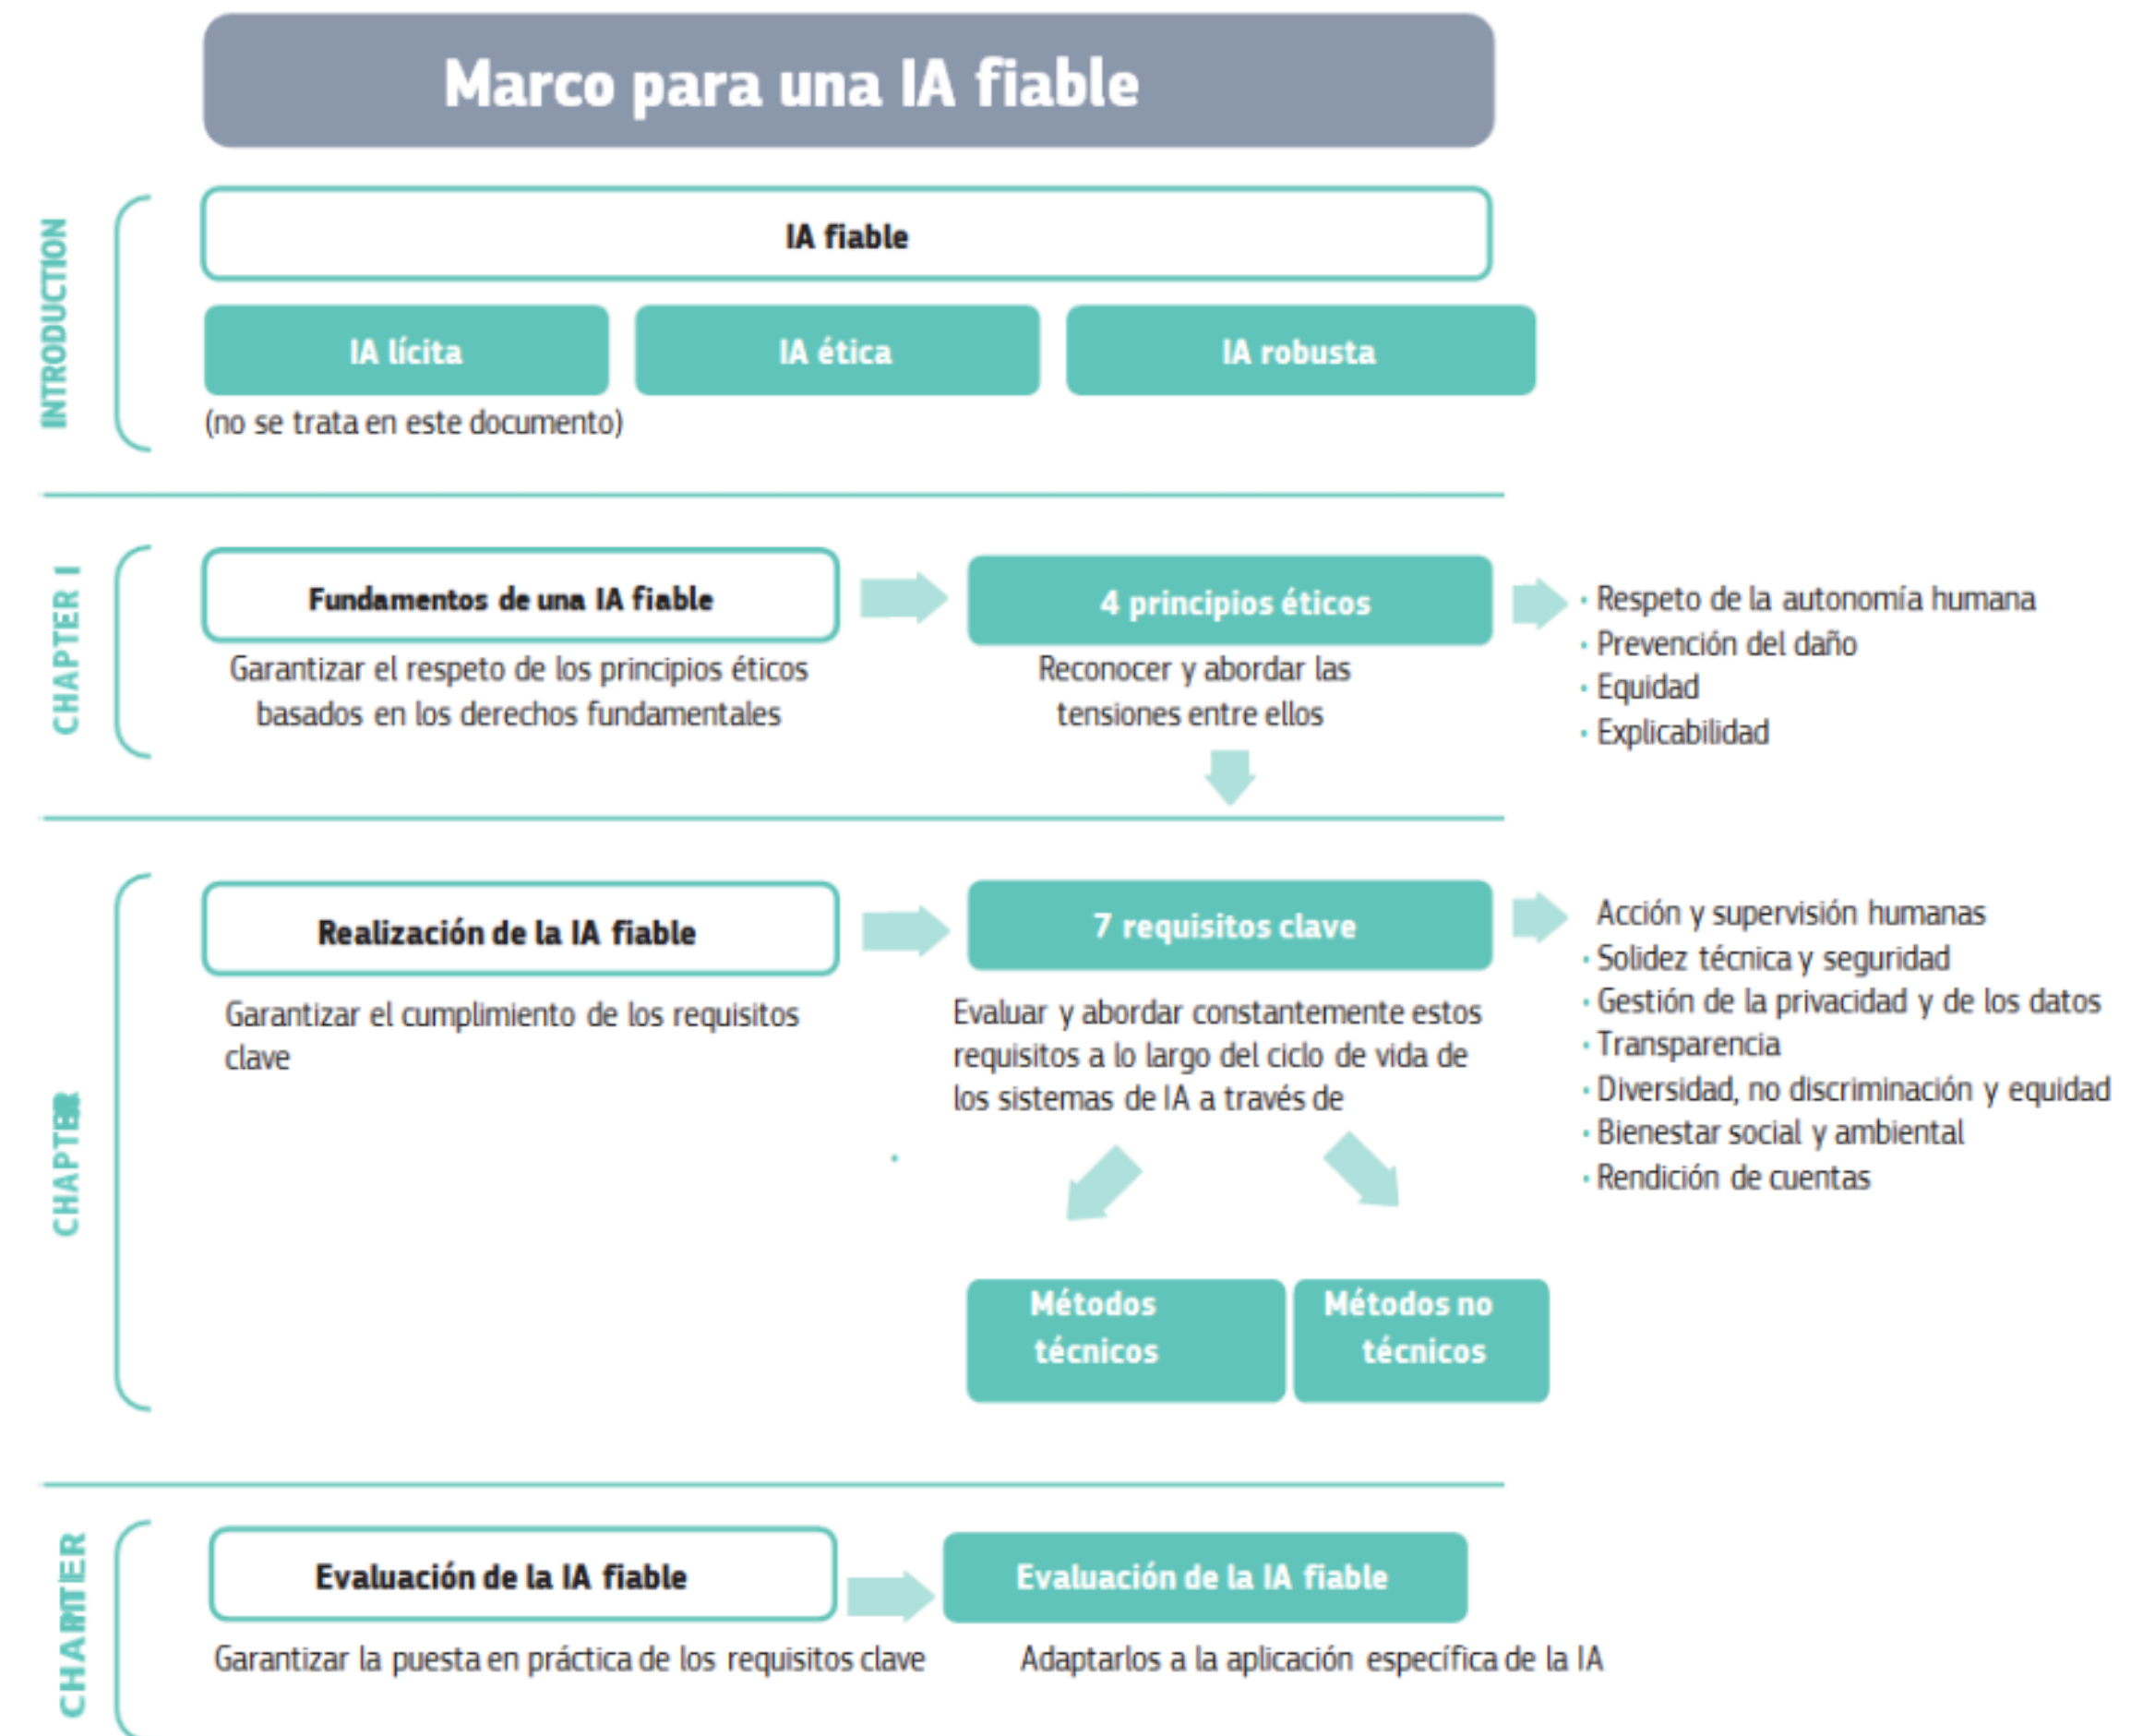 Marco para una IA fiable
INTRODUCTION
IA fiable
IA lícita
IA ética
IA robusta
(no se trata en este documento)
CHAPTER I
Fundamentos de una IA fiable
Garantizar el respeto de los principios éticos
basados en los derechos fundamentales
4 principios éticos
Reconocer y abordar las
tensiones entre ellos
· Respeto de la autonomía humana
· Prevención del daño
· Equidad
· Explicabilidad
CHAPTER
Realización de la IA fiable
Garantizar el cumplimiento de los requisitos
clave
7 requisitos clave
Evaluar y abordar constantemente estos
requisitos a lo largo del ciclo de vida de
los sistemas de IA a través de
Acción y supervisión humanas
· Solidez técnica y seguridad
· Gestión de la privacidad y de los datos
· Transparencia
· Diversidad, no discriminación y equidad
· Bienestar social y ambiental
· Rendición de cuentas
Métodos
técnicos
Métodos no
técnicos
CHAPTER
Evaluación de la IA fiable
Garantizar la puesta en práctica de los requisitos clave
Evaluación de la IA fiable
Adaptarlos a la aplicación específica de la IA